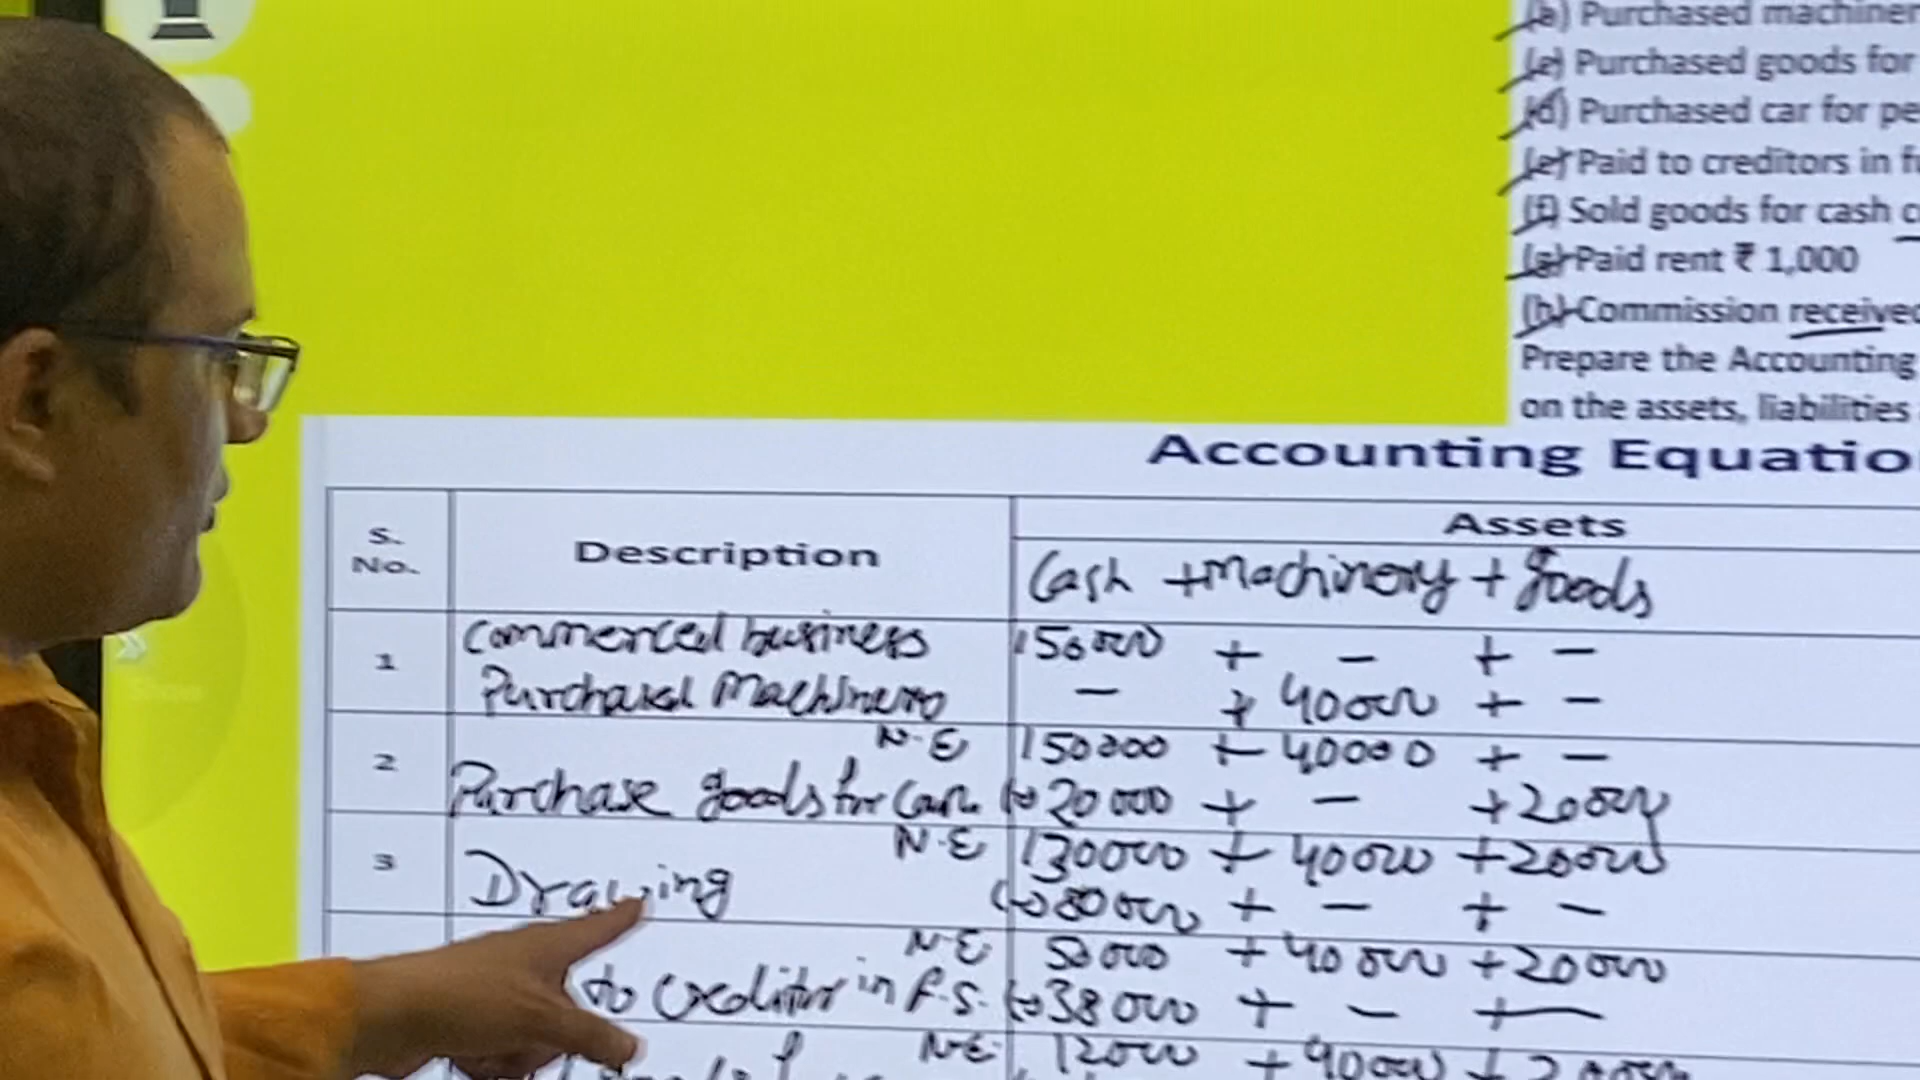 (b) Purchased machiner
(c) Purchased goods for
(d) Purchased car for pe
(e) Paid to creditors in fu
(f) Sold goods for cash c
(g) Paid rent ₹ 1,000
(h) Commission received
Prepare the Accounting
on the assets, liabilities
Accounting Equatio
S. No. Description Assets
Cash + Machinery + goods
1 Commenced business 150000 + - + -
Purchased Machinery - + 40000 + -
2 N.E 150000 + 40000 + -
Purchase goods for Cash (-) 20000 + - + 20000
3 N.E 130000 + 40000 + 20000
Drawing (-) 80000 + - + -
N.E 50000 + 40000 + 20000
to creditor in f.s. (-) 38000 + - + -
N.E. 12000 + 40000 + 20000